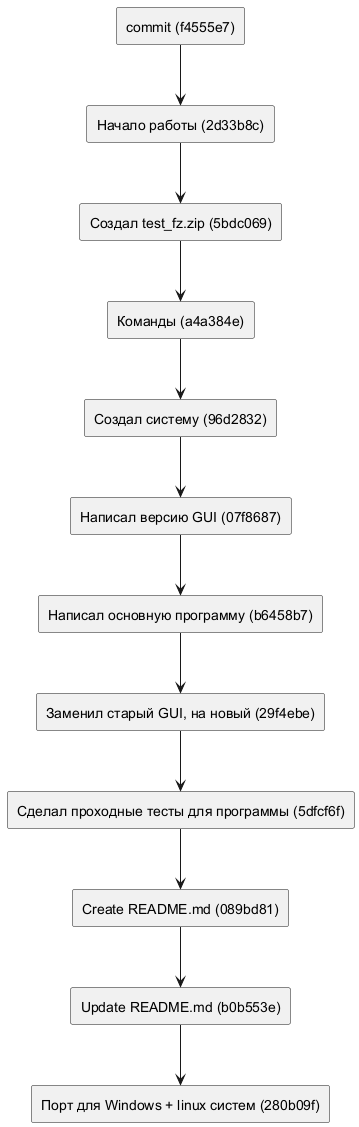 commit (f4555e7)
Начало работы (2d33b8c)
Создал test_fz.zip (5bdc069)
Команды (a4a384e)
Создал систему (96d2832)
Написал версию GUI (07f8687)
Написал основную программу (b6458b7)
Заменил старый GUI, на новый (29f4ebe)
Сделал проходные тесты для программы (5dfcf6f)
Create README.md (089bd81)
Update README.md (b0b553e)
Порт для Windows + linux систем (280b09f)